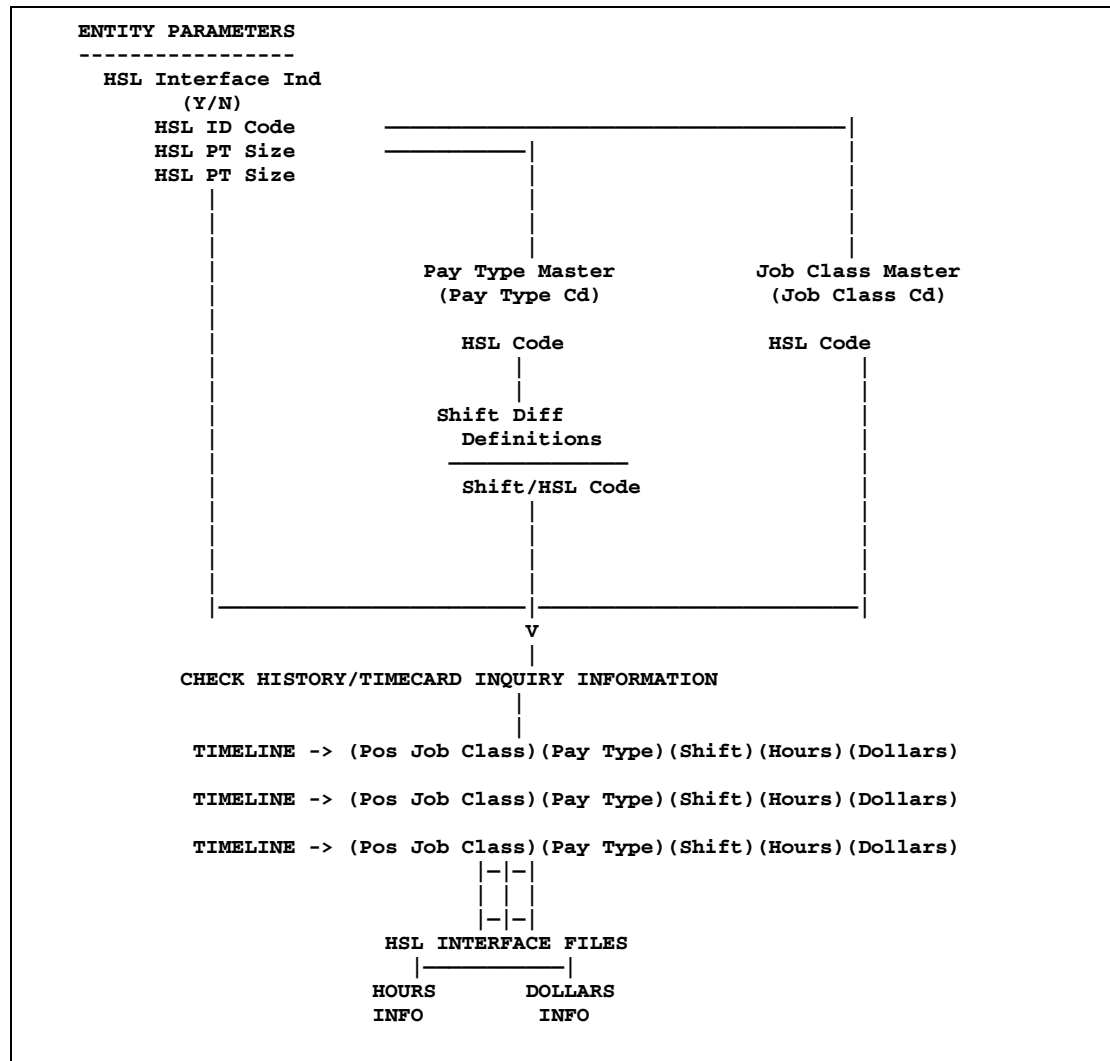 ENTITY PARAMETERS
-----------------
HSL Interface Ind
(Y/N)
HSL ID Code
HSL PT Size
HSL PT Size
Pay Type Master Job Class Master
(Pay Type Cd) (Job Class Cd)
HSL Code HSL Code
Shift Diff
Definitions
Shift/HSL Code
V
CHECK HISTORY/TIMECARD INQUIRY INFORMATION
TIMELINE -> (Pos Job Class)(Pay Type)(Shift)(Hours)(Dollars)
TIMELINE -> (Pos Job Class)(Pay Type)(Shift)(Hours)(Dollars)
TIMELINE -> (Pos Job Class)(Pay Type)(Shift)(Hours)(Dollars)
HSL INTERFACE FILES
HOURS DOLLARS
INFO INFO